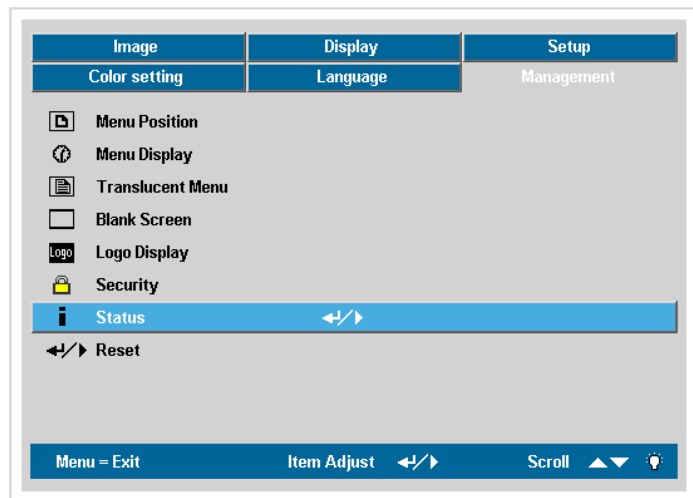 Image Display Setup
Color setting Language Management
Menu Position
Menu Display
Translucent Menu
Blank Screen
Logo Logo Display
Security
i Status
Reset
Menu = Exit Item Adjust Scroll